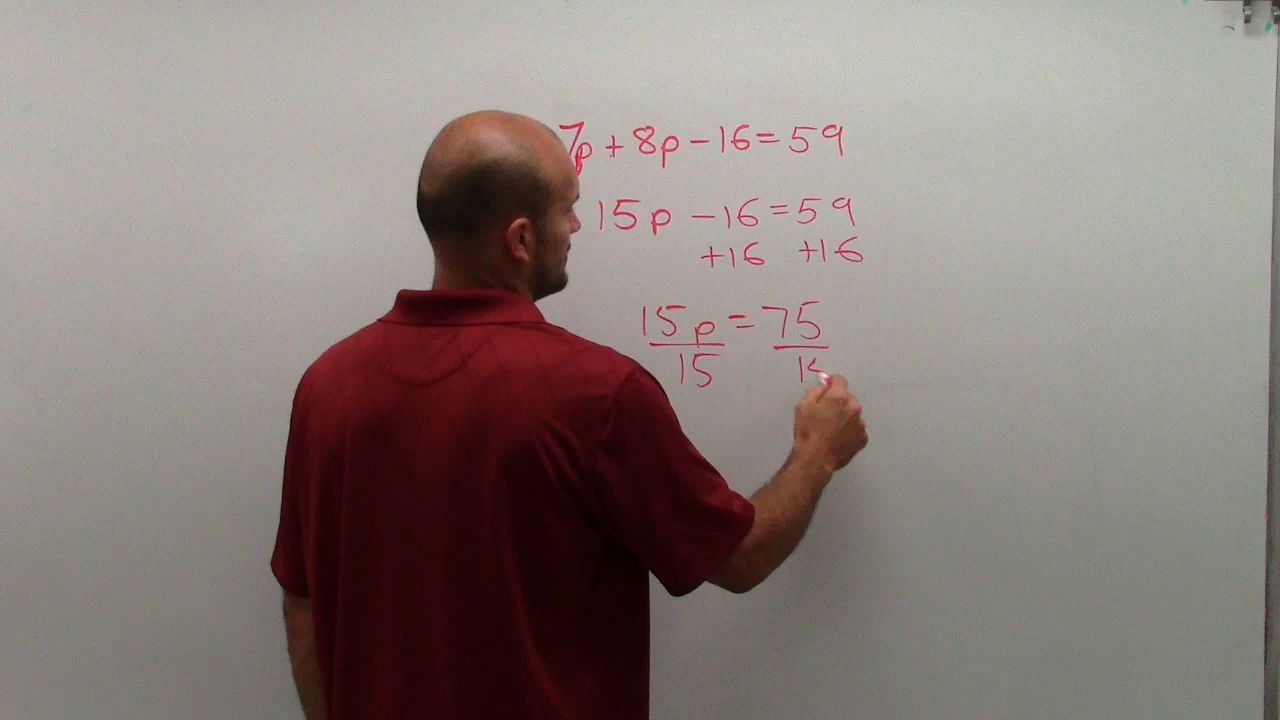 7p + 8p - 16 = 59
15p - 16 = 59
+16 +16
15p = 75
15 15